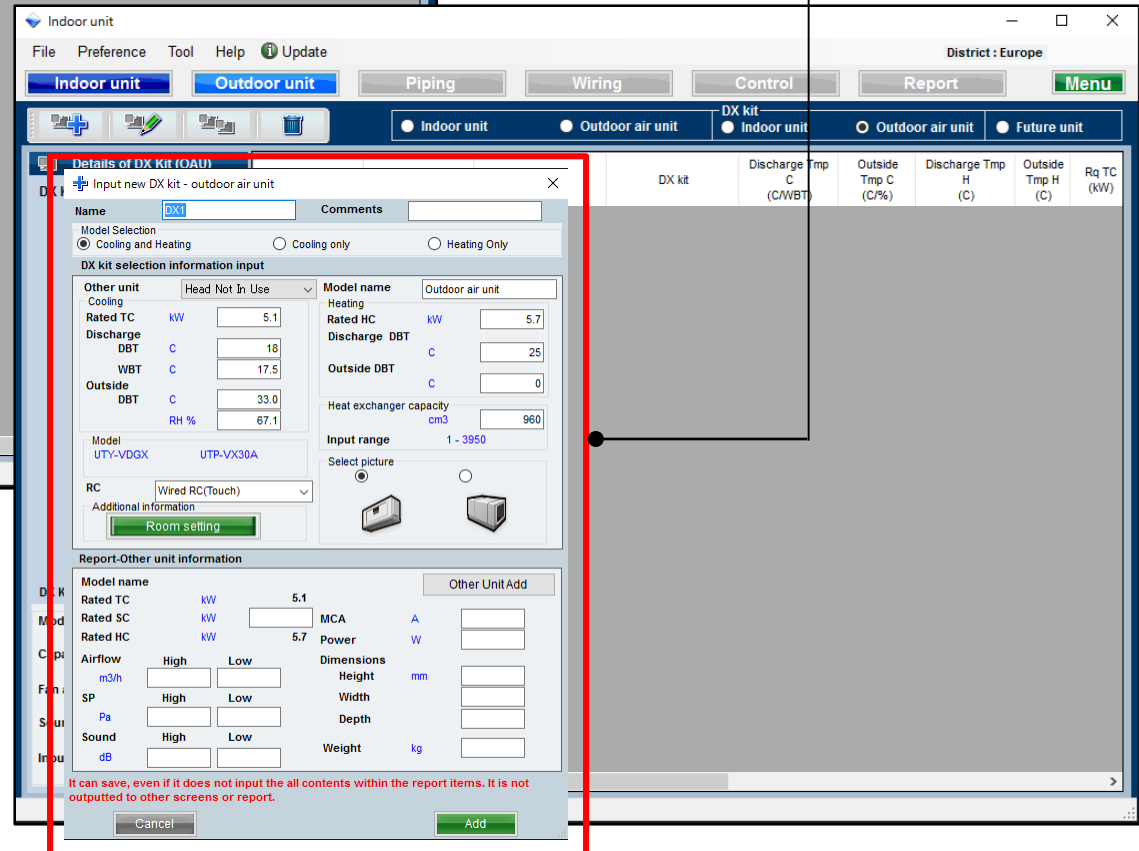 Indoor unit
File Preference Tool Help Update District : Europe
Indoor unit Outdoor unit Piping Wiring Control Report Menu
DX kit
Indoor unit Outdoor air unit Indoor unit Outdoor air unit Future unit
Details of DX Kit (OAU)
DX kit
Discharge Tmp C (C/WBT)
Outside Tmp C (C/%)
Discharge Tmp H (C)
Outside Tmp H (C)
Rq TC (kW)
Input new DX kit - outdoor air unit
Name DX1 Comments
Model Selection
Cooling and Heating Cooling only Heating Only
DX kit selection information input
Other unit Head Not In Use Model name Outdoor air unit
Cooling Heating
Rated TC kW 5.1 Rated HC kW 5.7
Discharge Discharge DBT
DBT C 18 C 25
WBT C 17.5 Outside DBT
Outside C 0
DBT C 33.0
RH % 67.1
Heat exchanger capacity
cm3 960
Input range 1 - 3950
Model
UTY-VDGX UTP-VX30A
Select picture
RC Wired RC(Touch)
Additional information
Room setting
Report-Other unit information
Model name Other Unit Add
Rated TC kW 5.1
Rated SC kW MCA A
Rated HC kW 5.7 Power W
Airflow High Low Dimensions
m3/h Height mm
SP High Low Width
Pa Depth
Sound High Low
dB Weight kg
It can save, even if it does not input the all contents within the report items. It is not
outputted to other screens or report.
Cancel Add